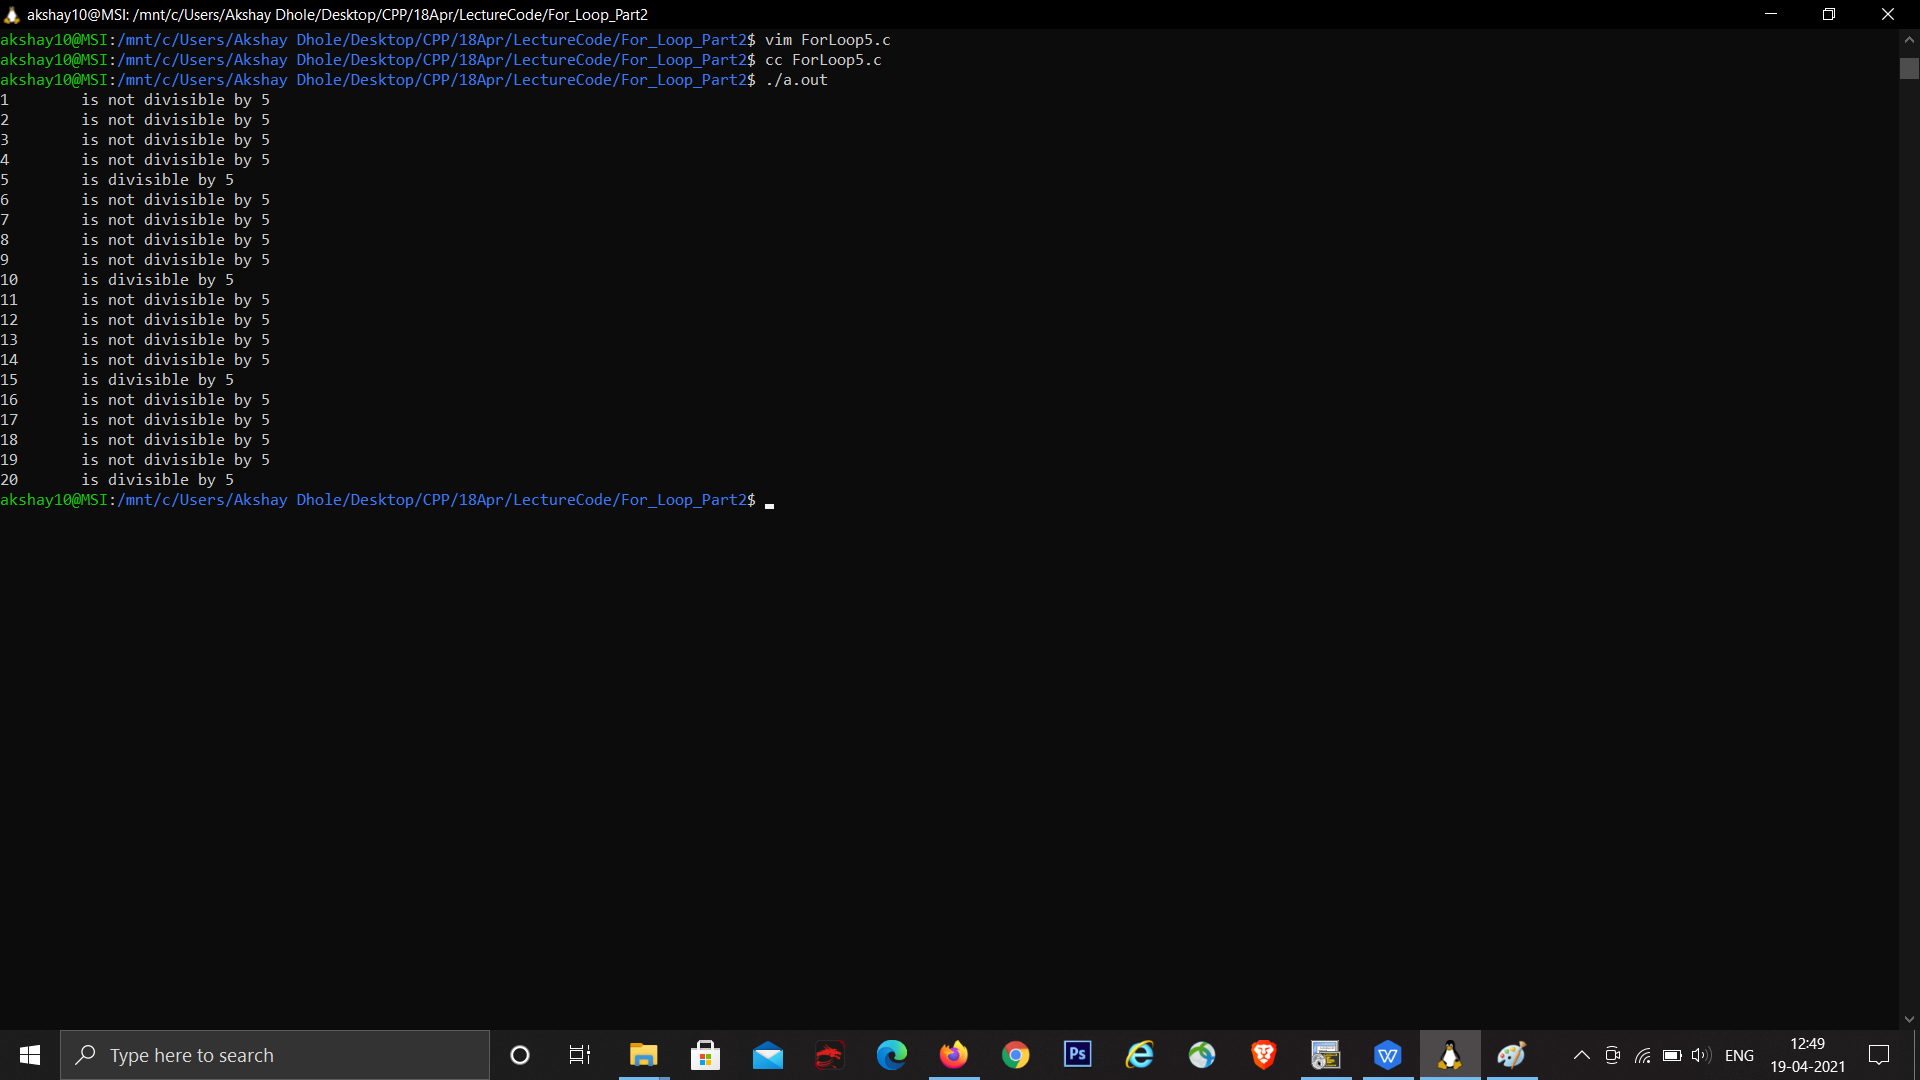 akshay10@MSI: /mnt/c/Users/Akshay Dhole/Desktop/CPP/18Apr/LectureCode/For_Loop_Part2
akshay10@MSI:/mnt/c/Users/Akshay Dhole/Desktop/CPP/18Apr/LectureCode/For_Loop_Part2$ vim ForLoop5.c
akshay10@MSI:/mnt/c/Users/Akshay Dhole/Desktop/CPP/18Apr/LectureCode/For_Loop_Part2$ cc ForLoop5.c
akshay10@MSI:/mnt/c/Users/Akshay Dhole/Desktop/CPP/18Apr/LectureCode/For_Loop_Part2$ ./a.out
1 is not divisible by 5
2 is not divisible by 5
3 is not divisible by 5
4 is not divisible by 5
5 is divisible by 5
6 is not divisible by 5
7 is not divisible by 5
8 is not divisible by 5
9 is not divisible by 5
10 is divisible by 5
11 is not divisible by 5
12 is not divisible by 5
13 is not divisible by 5
14 is not divisible by 5
15 is divisible by 5
16 is not divisible by 5
17 is not divisible by 5
18 is not divisible by 5
19 is not divisible by 5
20 is divisible by 5
akshay10@MSI:/mnt/c/Users/Akshay Dhole/Desktop/CPP/18Apr/LectureCode/For_Loop_Part2$
Type here to search
Ps
W
ENG
12:49
19-04-2021